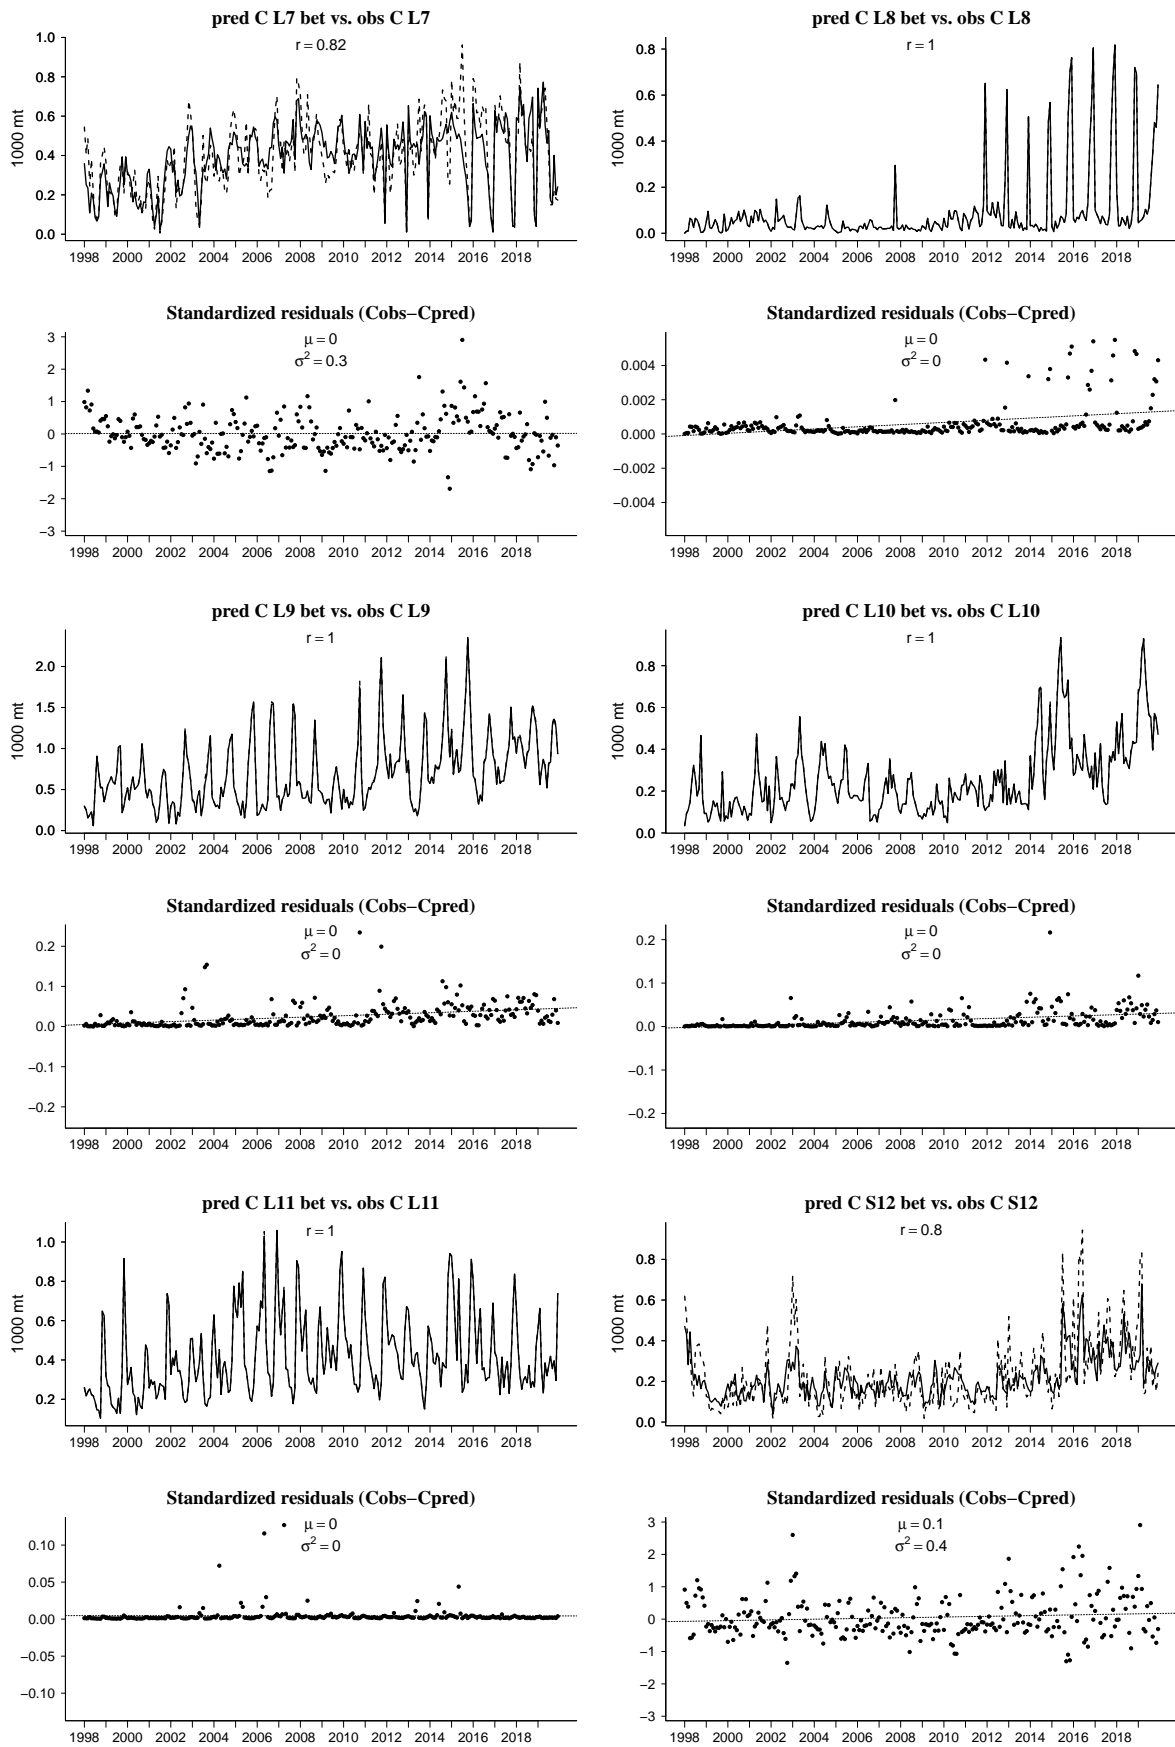 pred C L7 bet vs. obs C L7
r = 0.82
1000 mt
1.0
0.8
0.6
0.4
0.2
0.0
1998 2000 2002 2004 2006 2008 2010 2012 2014 2016 2018
pred C L8 bet vs. obs C L8
r = 1
1000 mt
0.8
0.6
0.4
0.2
0.0
1998 2000 2002 2004 2006 2008 2010 2012 2014 2016 2018
Standardized residuals (Cobs−Cpred)
μ = 0
σ² = 0.3
3
2
1
0
−1
−2
−3
1998 2000 2002 2004 2006 2008 2010 2012 2014 2016 2018
Standardized residuals (Cobs−Cpred)
μ = 0
σ² = 0
0.004
0.002
0.000
−0.002
−0.004
1998 2000 2002 2004 2006 2008 2010 2012 2014 2016 2018
pred C L9 bet vs. obs C L9
r = 1
1000 mt
2.0
1.5
1.0
0.5
0.0
1998 2000 2002 2004 2006 2008 2010 2012 2014 2016 2018
pred C L10 bet vs. obs C L10
r = 1
1000 mt
0.8
0.6
0.4
0.2
0.0
1998 2000 2002 2004 2006 2008 2010 2012 2014 2016 2018
Standardized residuals (Cobs−Cpred)
μ = 0
σ² = 0
0.2
0.1
0.0
−0.1
−0.2
1998 2000 2002 2004 2006 2008 2010 2012 2014 2016 2018
Standardized residuals (Cobs−Cpred)
μ = 0
σ² = 0
0.2
0.1
0.0
−0.1
−0.2
1998 2000 2002 2004 2006 2008 2010 2012 2014 2016 2018
pred C L11 bet vs. obs C L11
r = 1
1000 mt
1.0
0.8
0.6
0.4
0.2
1998 2000 2002 2004 2006 2008 2010 2012 2014 2016 2018
pred C S12 bet vs. obs C S12
r = 0.8
1000 mt
0.8
0.6
0.4
0.2
0.0
1998 2000 2002 2004 2006 2008 2010 2012 2014 2016 2018
Standardized residuals (Cobs−Cpred)
μ = 0
σ² = 0
0.10
0.05
0.00
−0.05
−0.10
1998 2000 2002 2004 2006 2008 2010 2012 2014 2016 2018
Standardized residuals (Cobs−Cpred)
μ = 0.1
σ² = 0.4
3
2
1
0
−1
−2
−3
1998 2000 2002 2004 2006 2008 2010 2012 2014 2016 2018